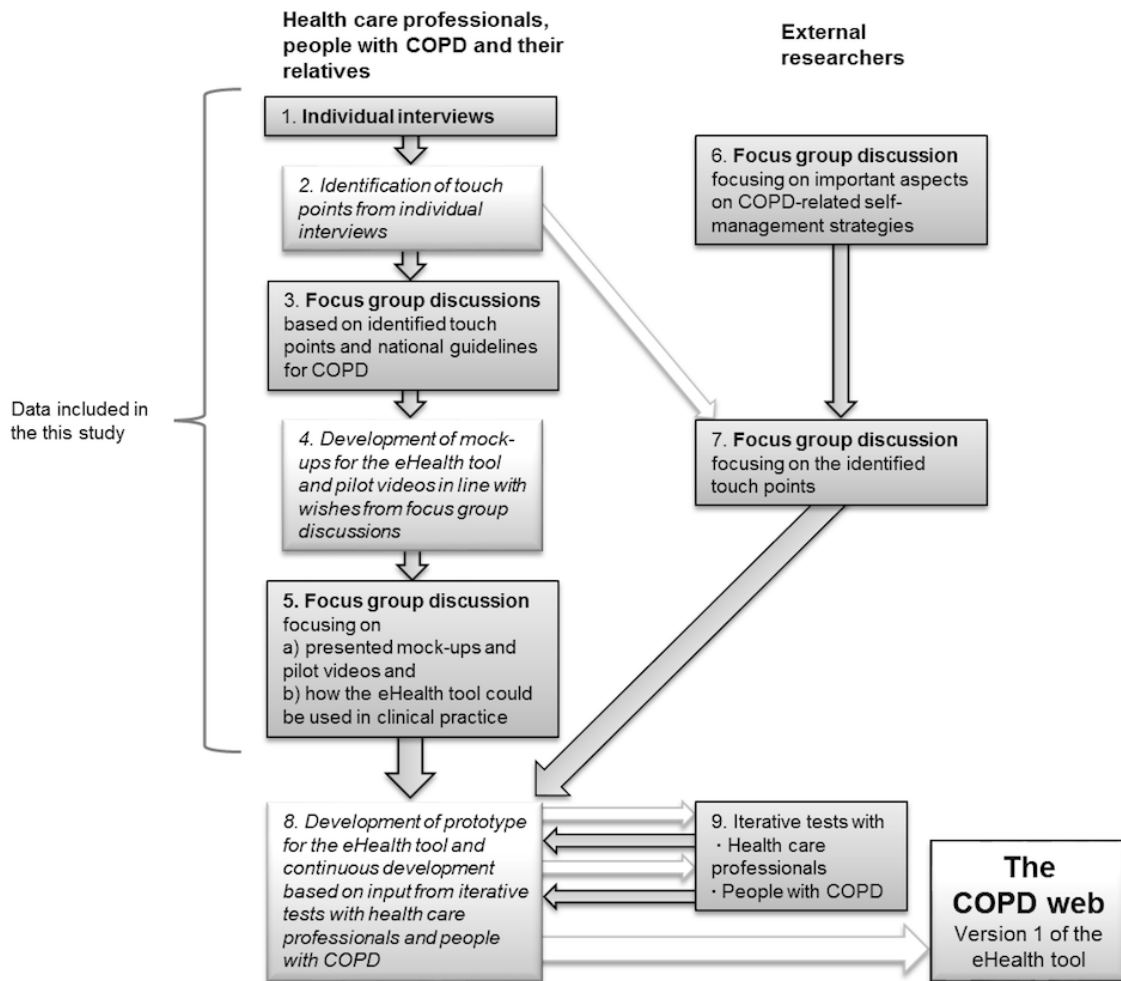 Health care professionals,
people with COPD and their
relatives
External
researchers
1. Individual interviews
2. Identification of touch
points from individual
interviews
3. Focus group discussions
based on identified touch
points and national guidelines
for COPD
4. Development of mock-
ups for the eHealth tool
and pilot videos in line with
wishes from focus group
discussions
5. Focus group discussion
focusing on
a) presented mock-ups and
pilot videos and
b) how the eHealth tool could
be used in clinical practice
Data included in
the this study
6. Focus group discussion
focusing on important aspects
on COPD-related self-
management strategies
7. Focus group discussion
focusing on the identified
touch points
8. Development of prototype
for the eHealth tool and
continuous development
based on input from iterative
tests with health care
professionals and people
with COPD
9. Iterative tests with
· Health care
professionals
· People with COPD
The
COPD web
Version 1 of the
eHealth tool